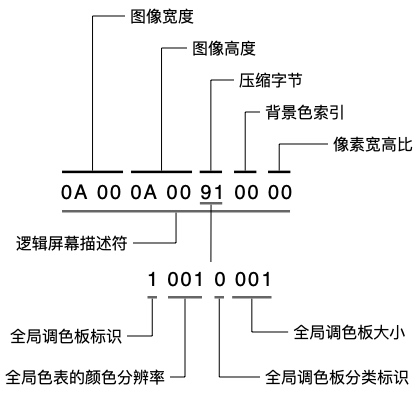 图像宽度
图像高度
压缩字节
背景色索引
像素宽高比
0A 00 0A 00 91 00 00
逻辑屏幕描述符
1 001 0 001
全局调色板标识
全局调色板大小
全局色表的颜色分辨率
全局调色板分类标识